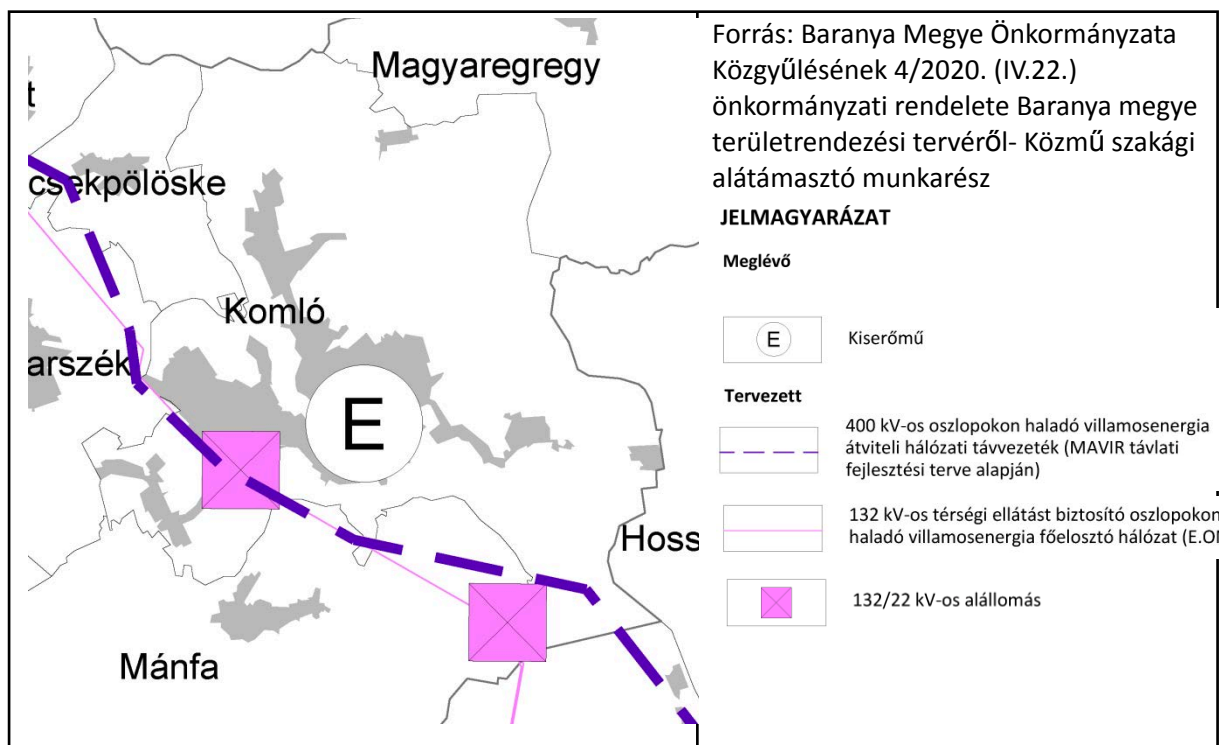 Magyaregregy
t
csekpölöske
Komló
arszék
E
Hoss
Mánfa
Forrás: Baranya Megye Önkormányzata
Közgyűlésének 4/2020. (IV.22.)
önkormányzati rendelete Baranya megye
területrendezési tervéről- Közmű szakági
alátámasztó munkarész
JELMAGYARÁZAT
Meglévő
E Kiserőmű
Tervezett
400 kV-os oszlopokon haladó villamosenergia
átviteli hálózati távvezeték (MAVIR távlati
fejlesztési terve alapján)
132 kV-os térségi ellátást biztosító oszlopokon
haladó villamosenergia főelosztó hálózat (E.ON
132/22 kV-os alállomás